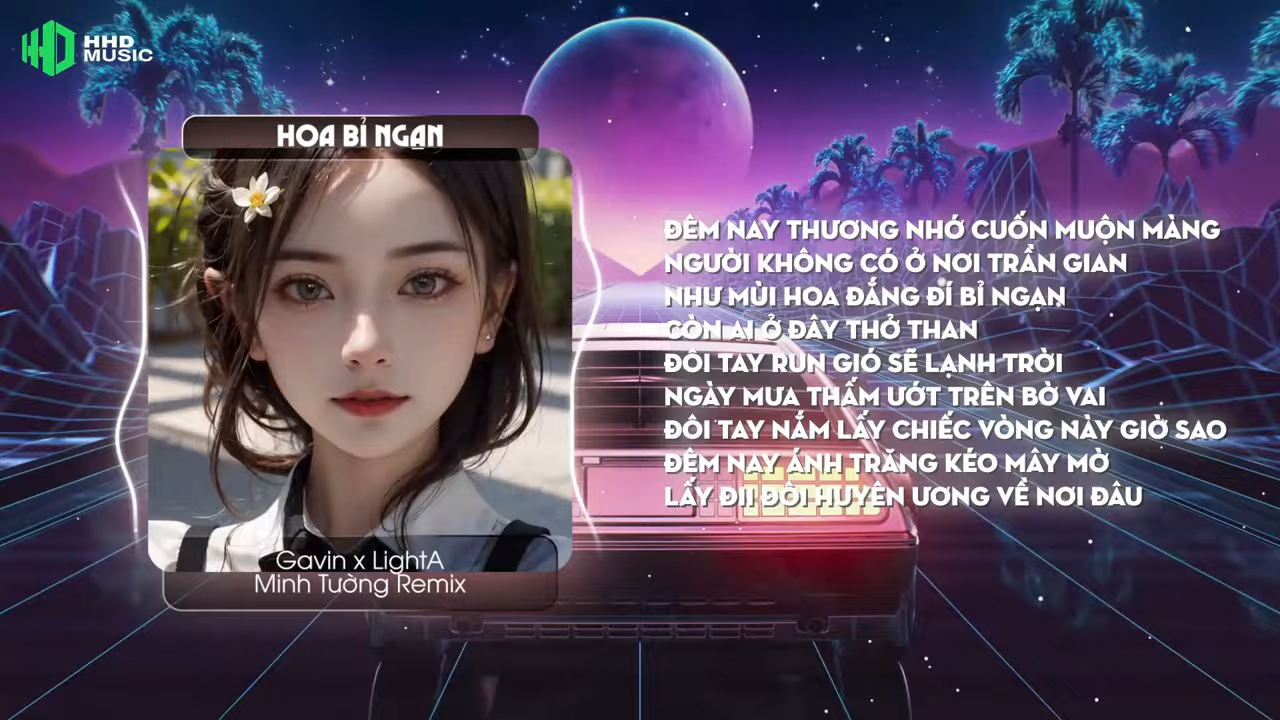 HHD
MUSIC
HOA BỈ NGẠN
ĐÊM NAY THƯƠNG NHỚ CUỐN MUỘN MÀNG
NGƯỜI KHÔNG CÓ Ở NƠI TRẦN GIAN
NHƯ MÙI HOA ĐẮNG ĐÍ BỈ NGẠN
CÒN AI Ở ĐÂY THỞ THAN
ĐÔI TAY RUN GIÓ SẼ LẠNH TRỜI
NGÀY MƯA THẤM ƯỚT TRÊN BỜ VAI
ĐÔI TAY NẮM LẤY CHIẾC VÒNG NÀY GIỜ SAO
ĐÊM NAY ÁNH TRĂNG KÉO MÂY MỜ
LẤY ĐII ĐÔI HUYÊN ƯƠNG VỀ NƠI ĐÂU
Gavin x LightA
Minh Tường Remix